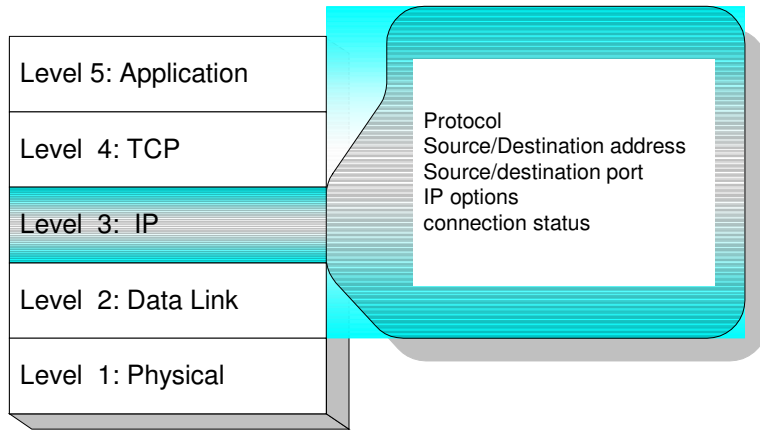 Level 5: Application
Level 4: TCP
Level 3: IP
Level 2: Data Link
Level 1: Physical
Protocol
Source/Destination address
Source/destination port
IP options
connection status